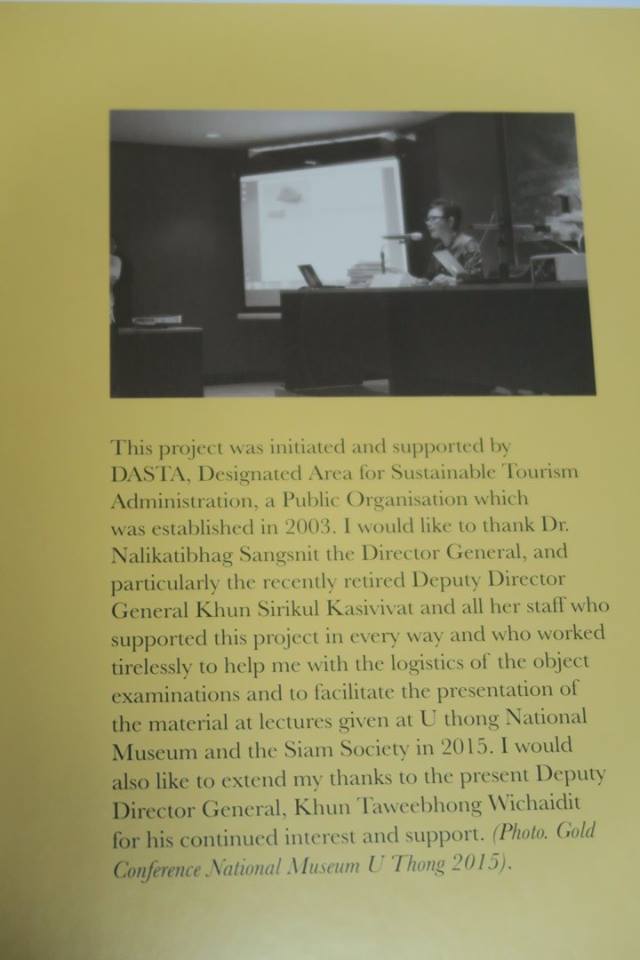 This project was initiated and supported by
DASTA, Designated Area for Sustainable Tourism
Administration, a Public Organisation which
was established in 2003. I would like to thank Dr.
Nalikatibhag Sangsnit the Director General, and
particularly the recently retired Deputy Director
General Khun Sirikul Kasivivat and all her staff who
supported this project in every way and who worked
tirelessly to help me with the logistics of the object
examinations and to facilitate the presentation of
the material at lectures given at U thong National
Museum and the Siam Society in 2015. I would
also like to extend my thanks to the present Deputy
Director General, Khun Taweebhong Wichaidit
for his continued interest and support. (Photo. Gold
Conference National Museum U Thong 2015).